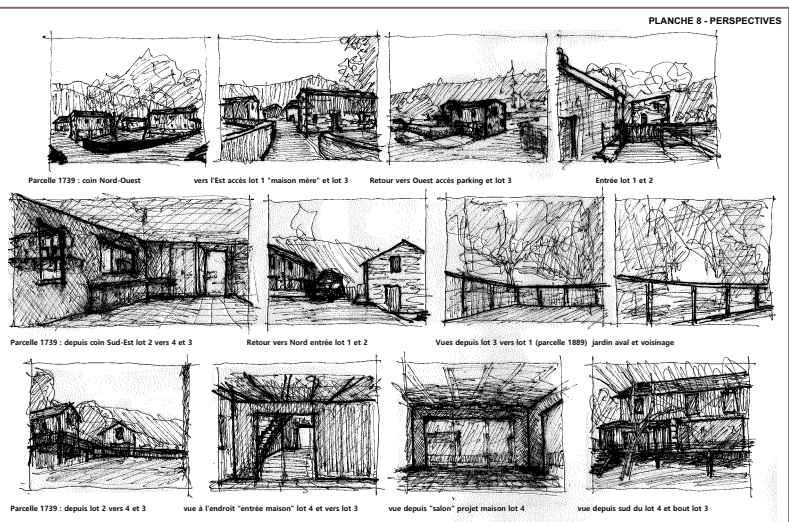 PLANCHE 8 - PERSPECTIVES
Parcelle 1739 : coin Nord-Ouest
vers l'Est accès lot 1 "maison mère" et lot 3
Retour vers Ouest accès parking et lot 3
Entrée lot 1 et 2
Parcelle 1739 : depuis coin Sud-Est lot 2 vers 4 et 3
Retour vers Nord entrée lot 1 et 2
Vues depuis lot 3 vers lot 1 (parcelle 1889) jardin aval et voisinage
Parcelle 1739 : depuis lot 2 vers 4 et 3
vue à l'endroit "entrée maison" lot 4 et vers lot 3
vue depuis "salon" projet maison lot 4
vue depuis sud du lot 4 et bout lot 3